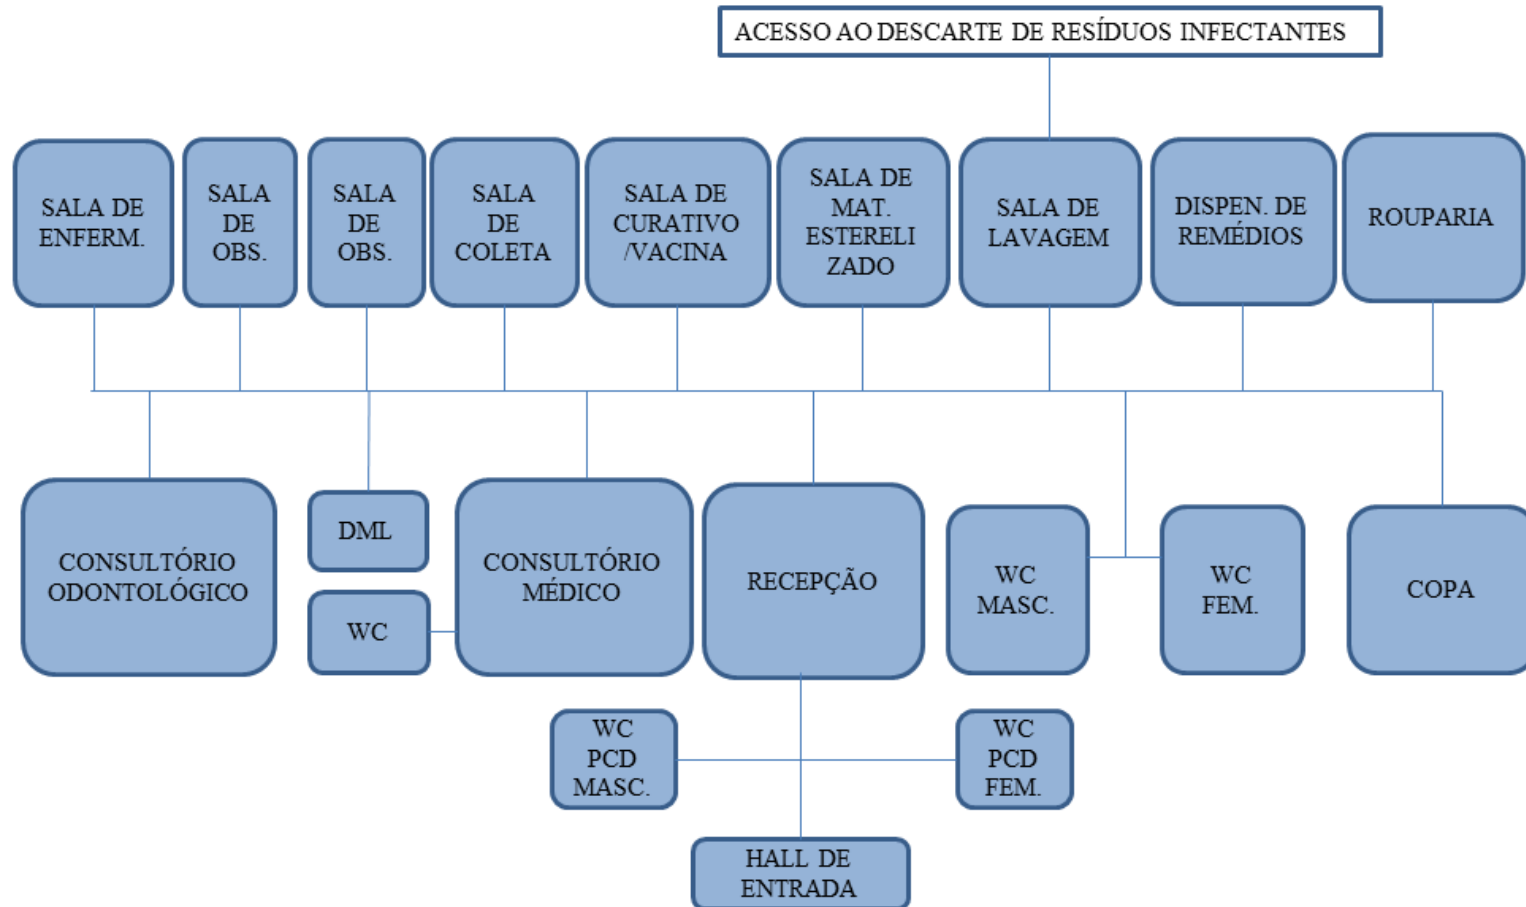 ACESSO AO DESCARTE DE RESÍDUOS INFECTANTES
SALA DE
ENFERM.
SALA
DE
OBS.
SALA
DE
OBS.
SALA
DE
COLETA
SALA DE
CURATIVO
/VACINA
SALA DE
MAT.
ESTERELI
ZADO
SALA DE
LAVAGEM
DISPEN. DE
REMÉDIOS
ROUPARIA
CONSULTÓRIO
ODONTOLÓGICO
DML
WC
CONSULTÓRIO
MÉDICO
RECEPÇÃO
WC
MASC.
WC
FEM.
COPA
WC
PCD
MASC.
WC
PCD
FEM.
HALL DE
ENTRADA